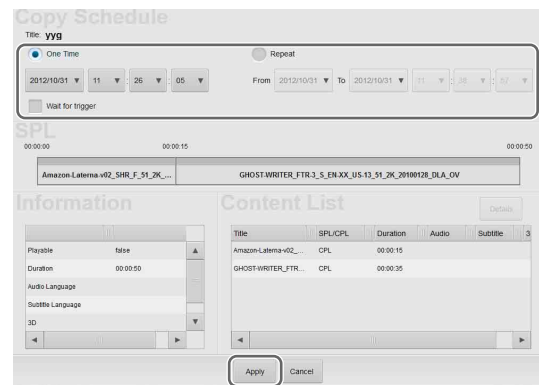 Copy Schedule
Title: yyg
One Time
Repeat
2012/10/31 ▼ 11 ▼ : 26 ▼ : 05 ▼
From 2012/10/31 ▼ To 2012/10/31 ▼
Wait for trigger
SPL
00:00:00 00:00:15 00:00:50
Amazon-Laterna-v02_SHR_F_51_2K_... GHOST-WRITER_FTR-3_S_EN-XX_US-13_51_2K_20100128_DLA_OV
Information
Content List
Details
Title SPL/CPL Duration Audio Subtitle 3
Playable false
Amazon-Laterna-v02_... CPL 00:00:15
Duration 00:00:50
GHOST-WRITER_FTR... CPL 00:00:35
Audio Language
Subtitle Language
3D
Apply Cancel